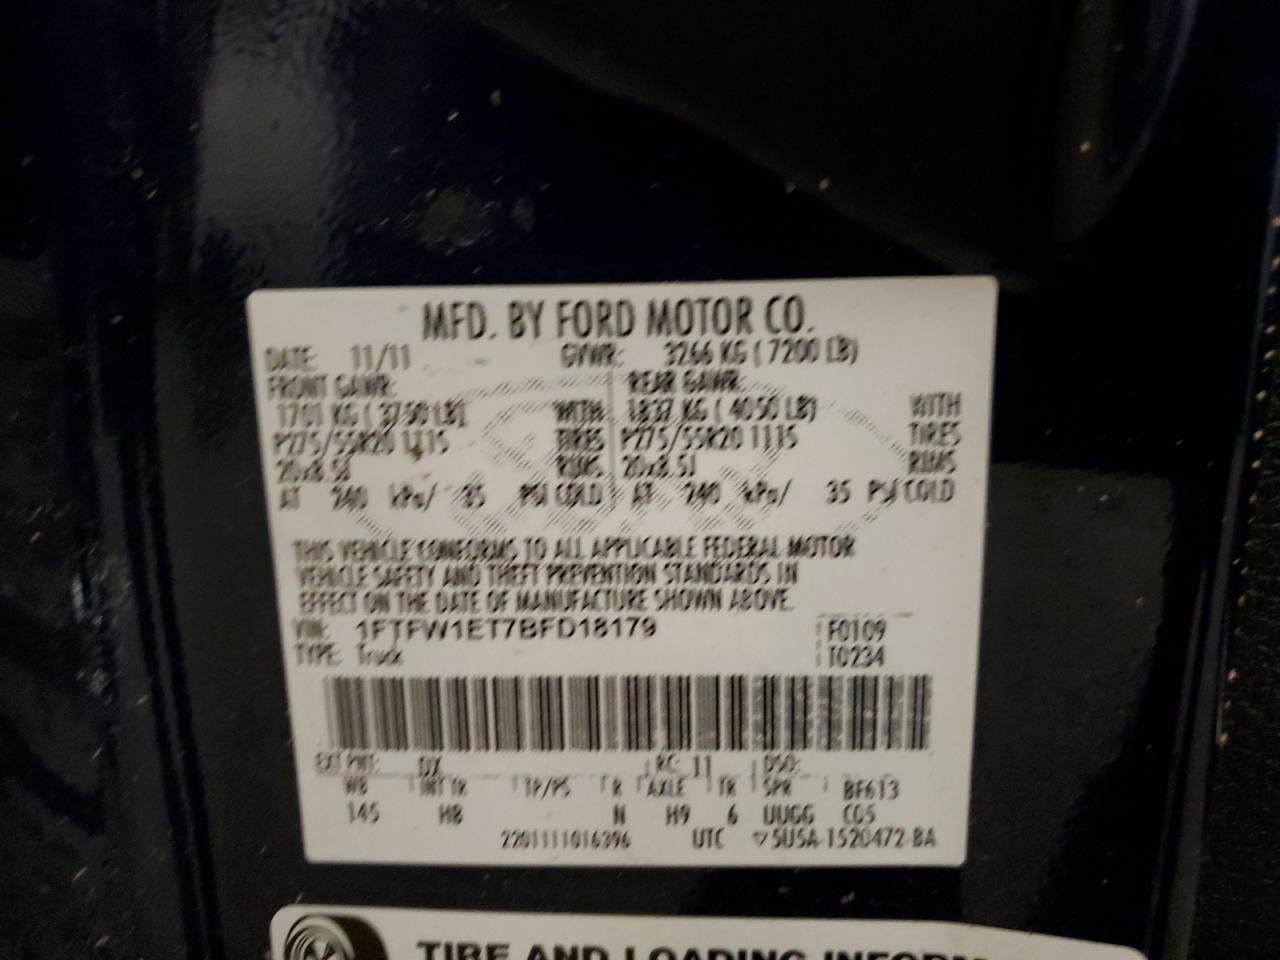 MFD. BY FORD MOTOR CO.
DATE: 11/11 GVWR: 3266 KG ( 7200 LB)
FRONT GAWR: REAR GAWR:
1701 KG ( 3750 LB) WITH 1837 KG ( 4050 LB) WITH
P275/55R20 111S TIRES P275/55R20 111S TIRES
20x8.5J RIMS 20x8.5J RIMS
AT 240 kPa/ 35 PSI COLD AT 240 kPa/ 35 PSI COLD
THIS VEHICLE CONFORMS TO ALL APPLICABLE FEDERAL MOTOR
VEHICLE SAFETY AND THEFT PREVENTION STANDARDS IN
EFFECT ON THE DATE OF MANUFACTURE SHOWN ABOVE.
VIN: 1FTFW1ET7BFD18179 F0109
TYPE: Truck T0234
EXT PNT: DX RC: 11 DSO:
WB INT TR TP/PS R AXLE TR SPR BF613
145 HB N H9 6 UUGG CG5
2201111016396 UTC ▽5U5A-1520472-BA
TIRE AND LOADING INFORM